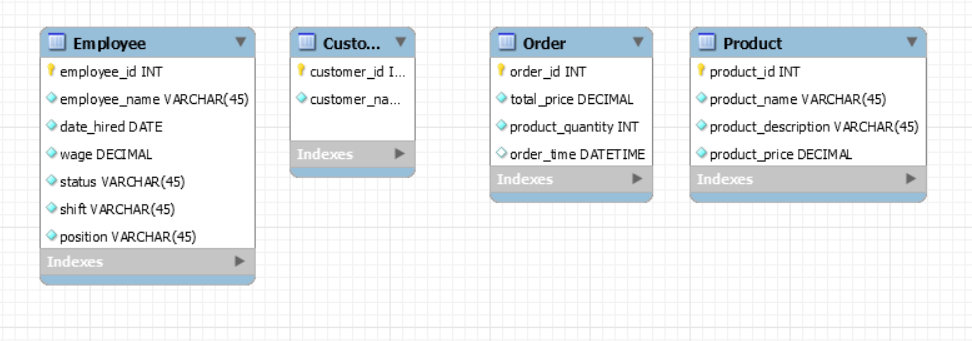 Employee
employee_id INT
employee_name VARCHAR(45)
date_hired DATE
wage DECIMAL
status VARCHAR(45)
shift VARCHAR(45)
position VARCHAR(45)
Indexes
Custo...
customer_id I...
customer_na...
Indexes
Order
order_id INT
total_price DECIMAL
product_quantity INT
order_time DATETIME
Indexes
Product
product_id INT
product_name VARCHAR(45)
product_description VARCHAR(45)
product_price DECIMAL
Indexes